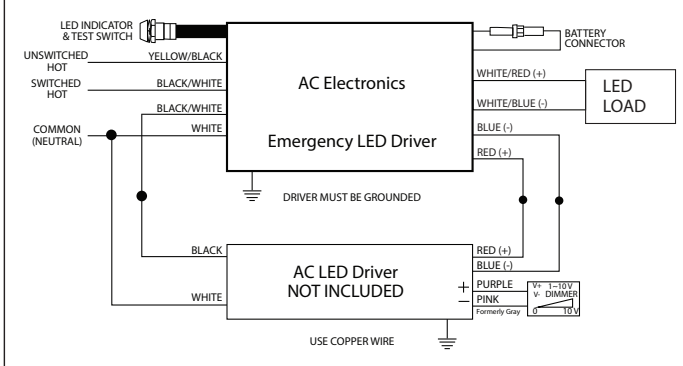 LED INDICATOR
& TEST SWITCH
BATTERY
CONNECTOR
UNSWITCHED
HOT
YELLOW/BLACK
SWITCHED
HOT
BLACK/WHITE
BLACK/WHITE
COMMON
(NEUTRAL)
WHITE
AC Electronics
Emergency LED Driver
WHITE/RED (+)
WHITE/BLUE (-)
LED
LOAD
BLUE (-)
RED (+)
DRIVER MUST BE GROUNDED
BLACK
WHITE
AC LED Driver
NOT INCLUDED
RED (+)
BLUE (-)
+ PURPLE
– PINK
Formerly Gray
V+ 1–10V
V- DIMMER
0 10 V
USE COPPER WIRE